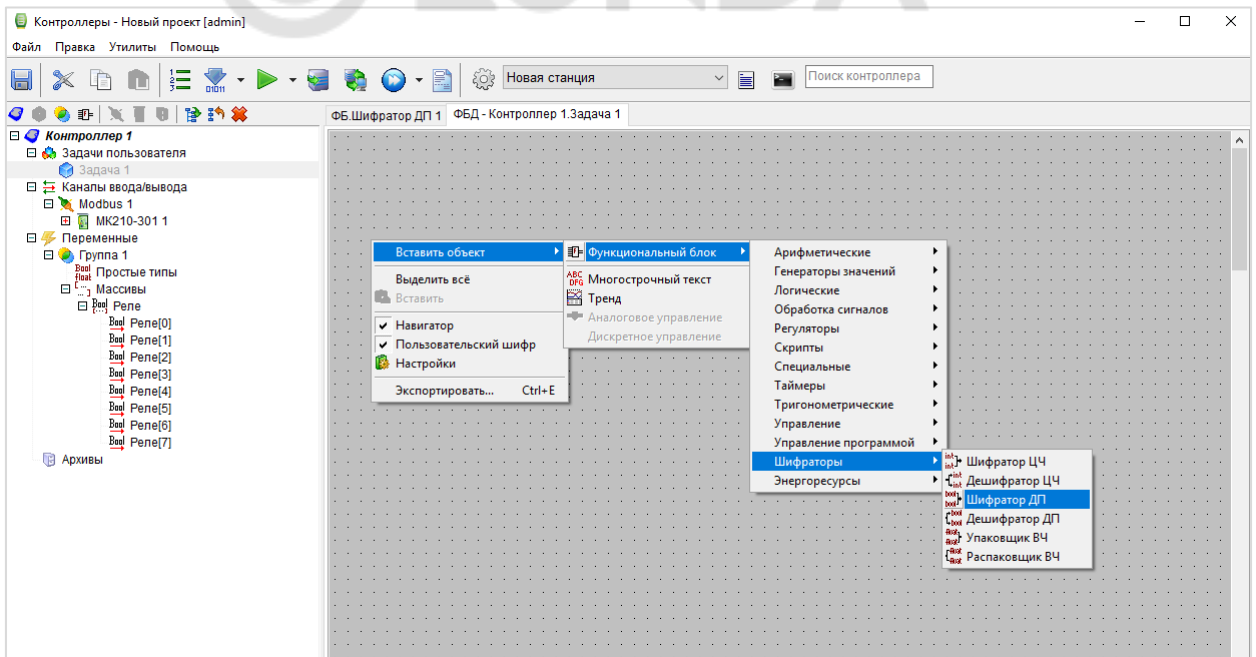 Контроллеры - Новый проект [admin]
Файл Правка Утилиты Помощь
Новая станция
Поиск контроллера
ФБ.Шифратор ДП 1
ФБД - Контроллер 1.Задача 1
Контроллер 1
Задачи пользователя
Задача 1
Каналы ввода/вывода
Modbus 1
МК210-301 1
Переменные
Группа 1
Простые типы
Массивы
Реле
Реле[0]
Реле[1]
Реле[2]
Реле[3]
Реле[4]
Реле[5]
Реле[6]
Реле[7]
Архивы
Вставить объект
Выделить всё
Вставить
Навигатор
Пользовательский шифр
Настройки
Экспортировать... Ctrl+E
Функциональный блок
Многострочный текст
Тренд
Аналоговое управление
Дискретное управление
Арифметические
Генераторы значений
Логические
Обработка сигналов
Регуляторы
Скрипты
Специальные
Таймеры
Тригонометрические
Управление
Управление программой
Шифраторы
Энергоресурсы
Шифратор ЦЧ
Дешифратор ЦЧ
Шифратор ДП
Дешифратор ДП
Упаковщик ВЧ
Распаковщик ВЧ